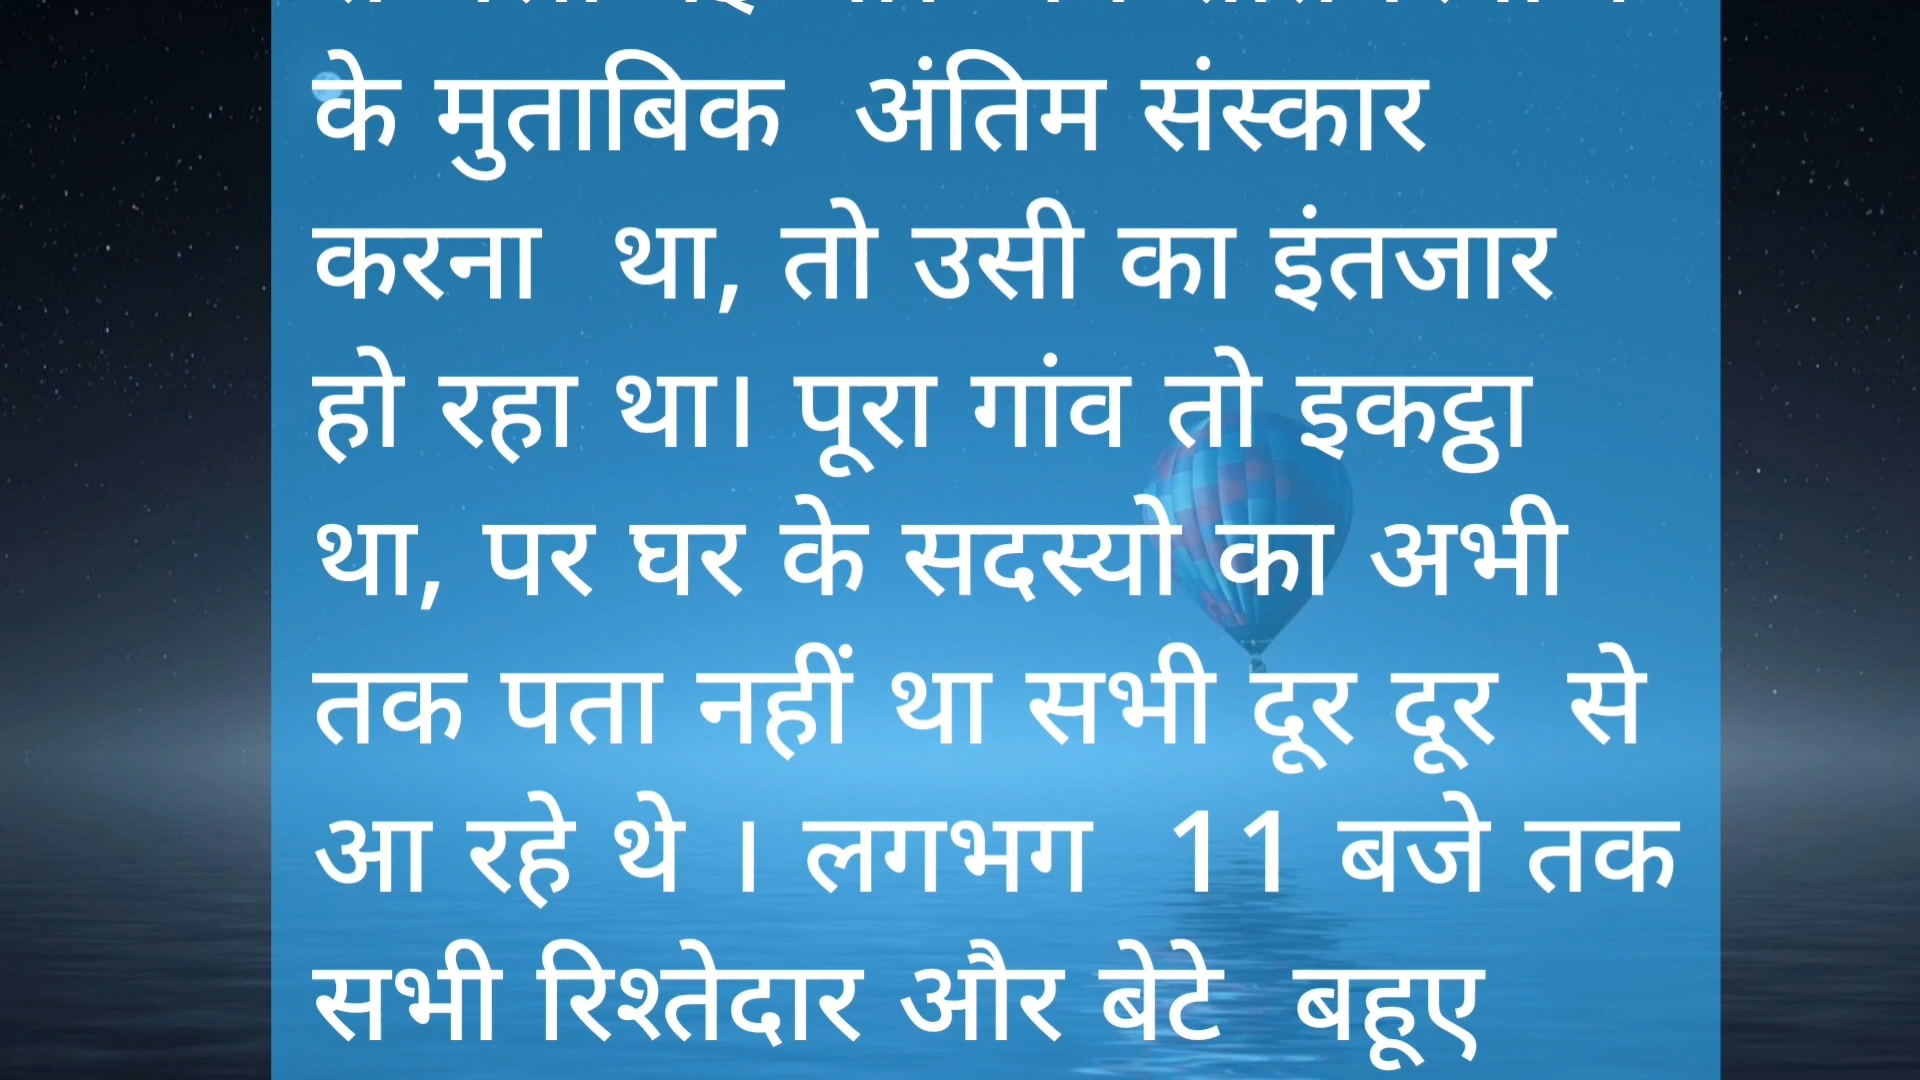 के मुताबिक अंतिम संस्कार
करना था, तो उसी का इंतजार
हो रहा था। पूरा गांव तो इकट्ठा
था, पर घर के सदस्यो का अभी
तक पता नहीं था सभी दूर दूर से
आ रहे थे । लगभग 11 बजे तक
सभी रिश्तेदार और बेटे बहूए